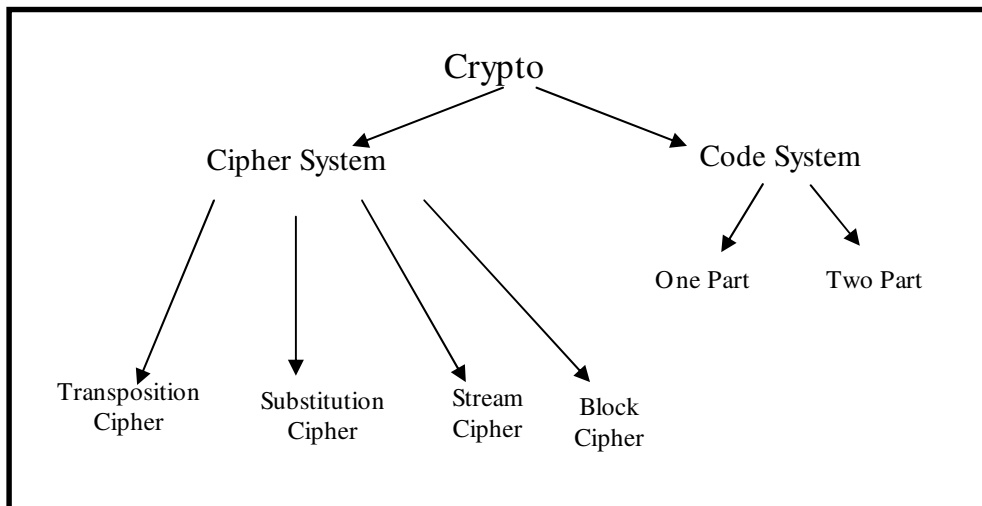 Crypto
Cipher System
Code System
One Part
Two Part
Transposition
Cipher
Substitution
Cipher
Stream
Cipher
Block
Cipher